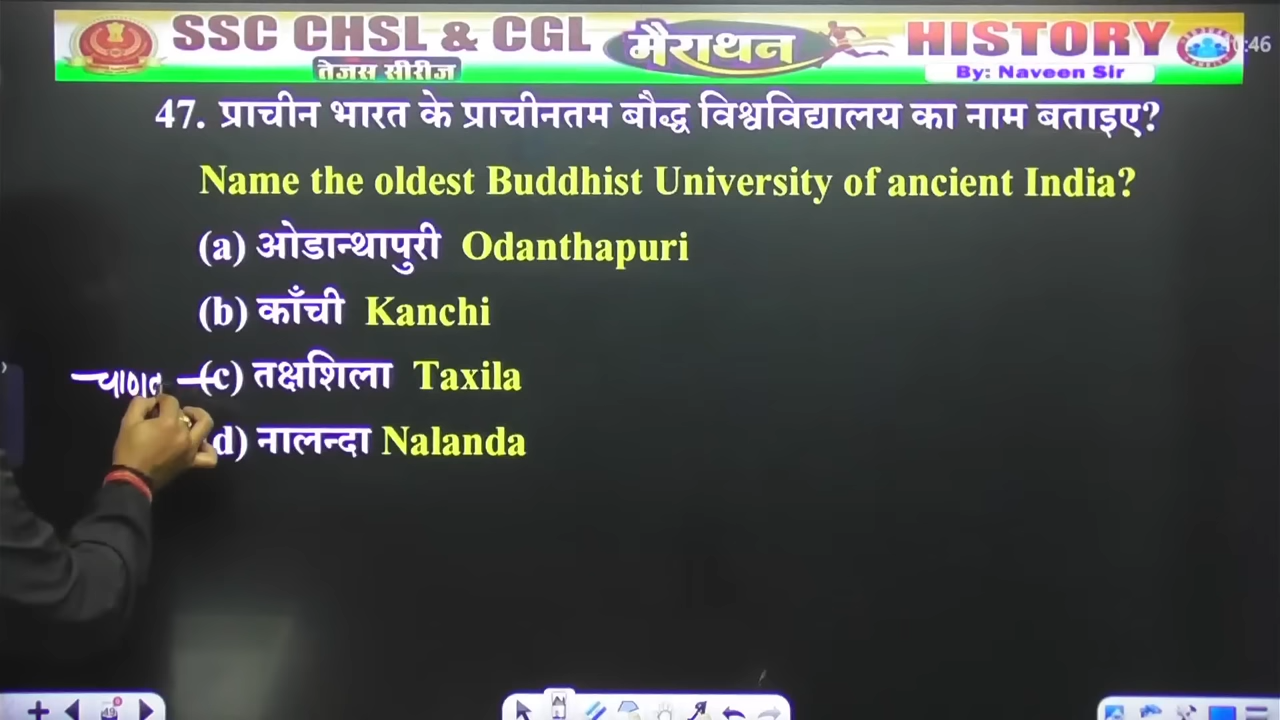 SSC CHSL & CGL मैराथन HISTORY
तेजस सीरीज By: Naveen Sir
47. प्राचीन भारत के प्राचीनतम बौद्ध विश्वविद्यालय का नाम बताइए?
Name the oldest Buddhist University of ancient India?
(a) ओडान्थापुरी Odanthapuri
(b) काँची Kanchi
(c) तक्षशिला Taxila
d) नालन्दा Nalanda